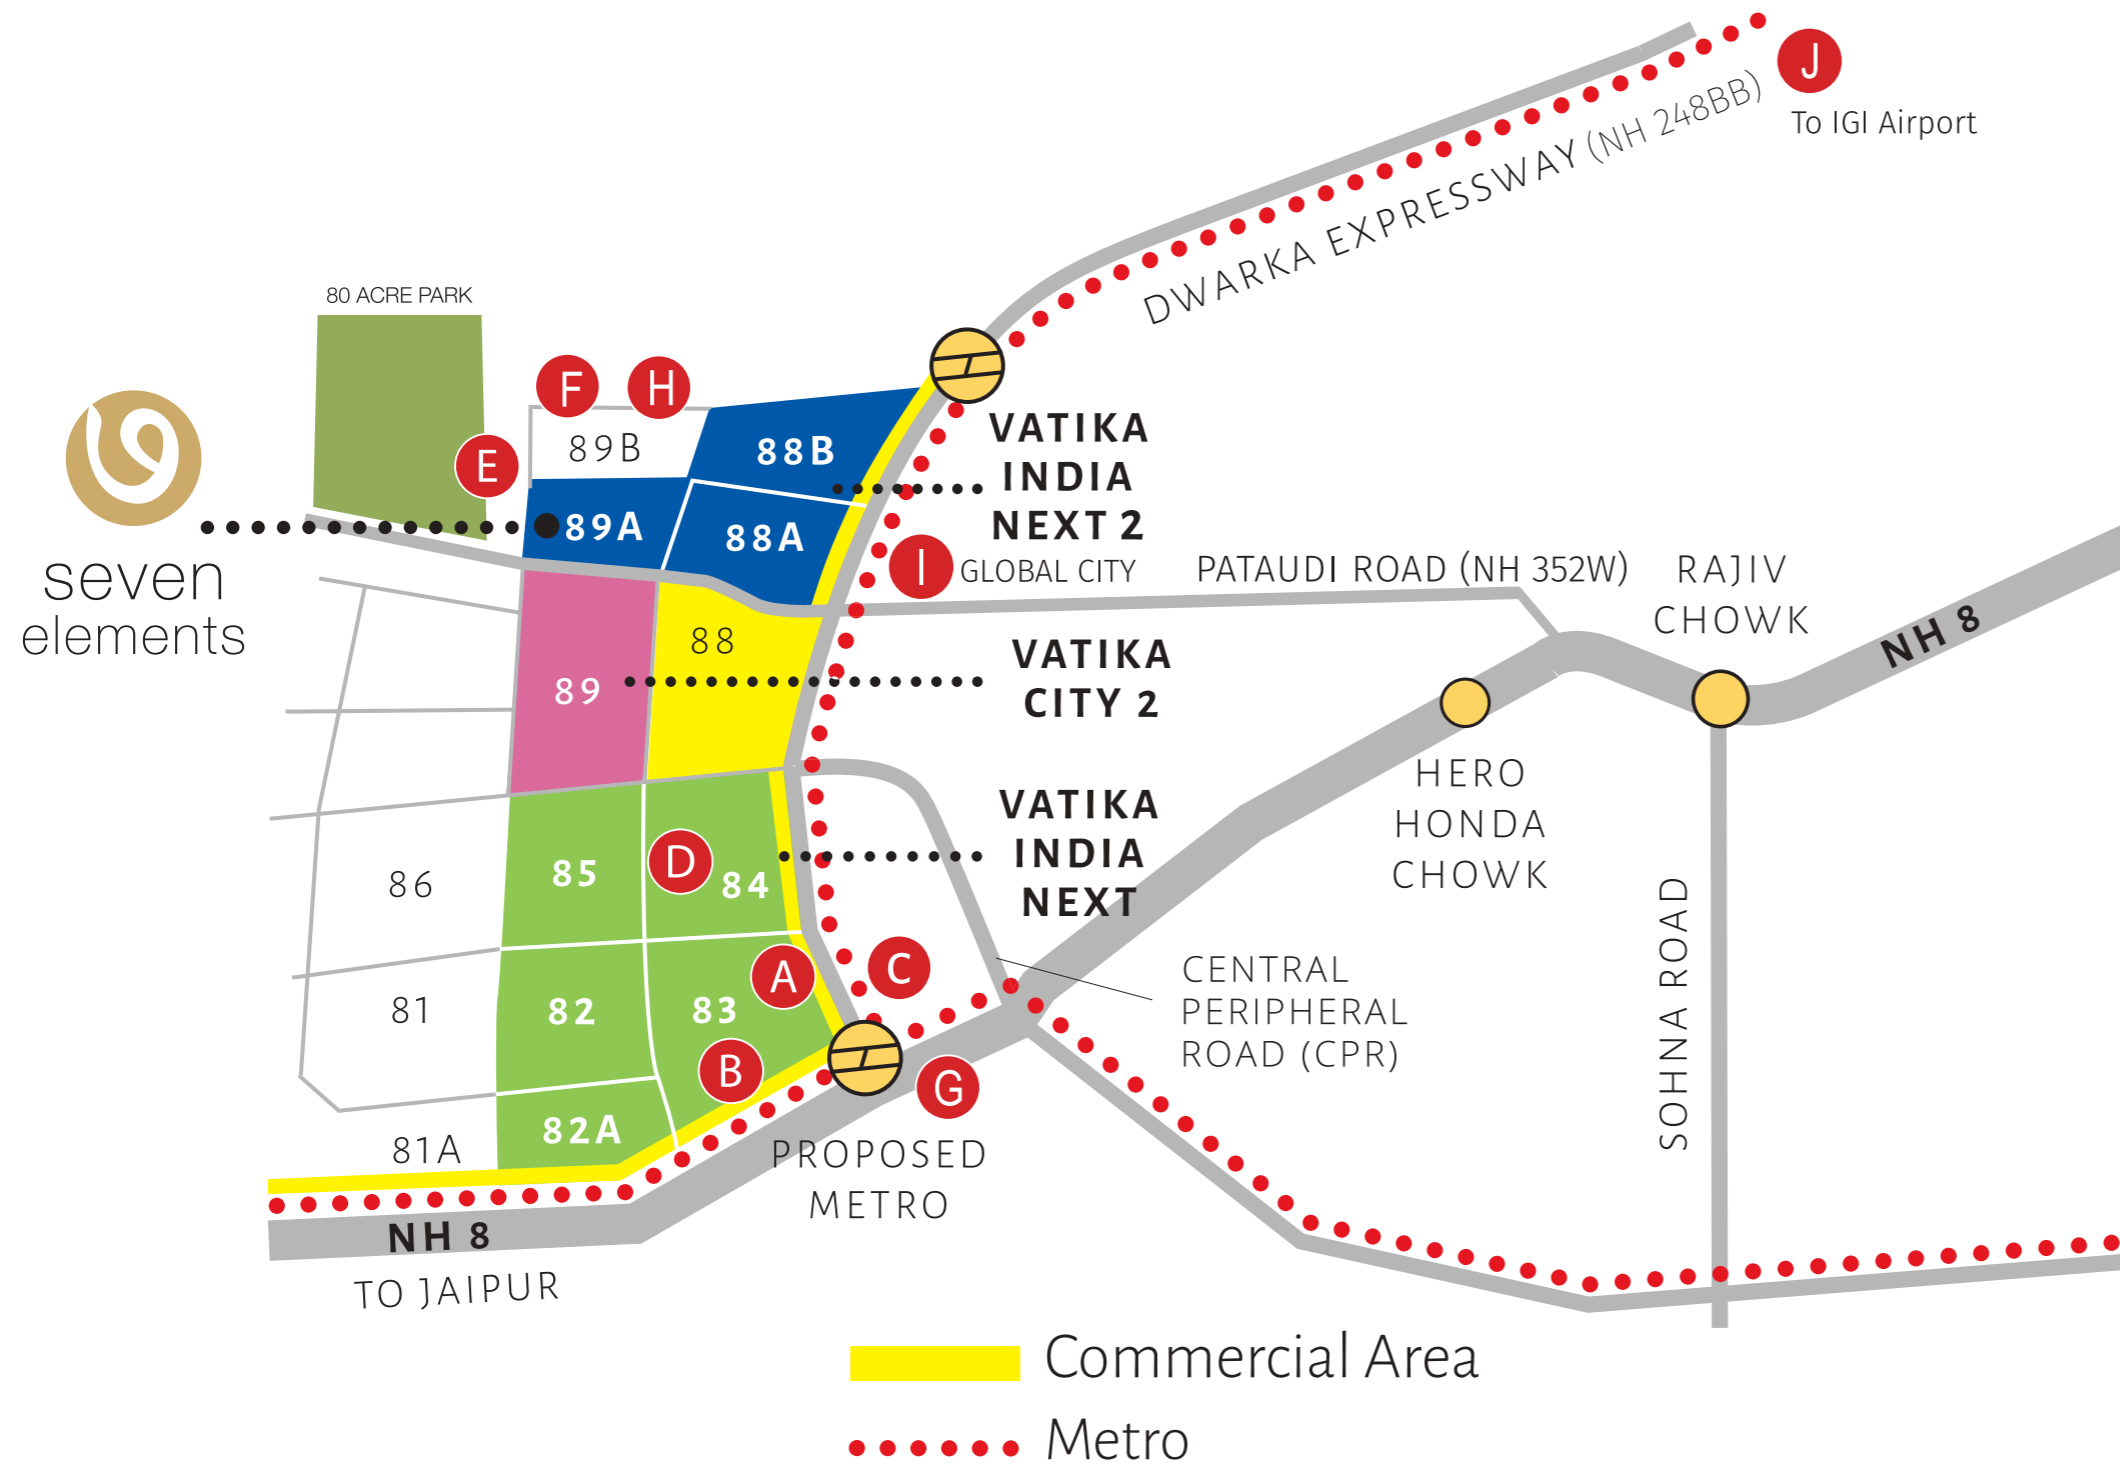 J
To IGI Airport
DWARKA EXPRESSWAY (NH 248BB)
80 ACRE PARK
F
H
E
89B
88B
89A
88A
seven
elements
VATIKA
INDIA
NEXT 2
I
GLOBAL CITY
PATAUDI ROAD (NH 352W)
RAJIV
CHOWK
NH 8
88
89
VATIKA
CITY 2
HERO
HONDA
CHOWK
VATIKA
INDIA
NEXT
86
85
D
84
A
C
81
82
83
B
G
CENTRAL
PERIPHERAL
ROAD (CPR)
SOHNA ROAD
81A
82A
PROPOSED
METRO
NH 8
TO JAIPUR
Commercial Area
Metro